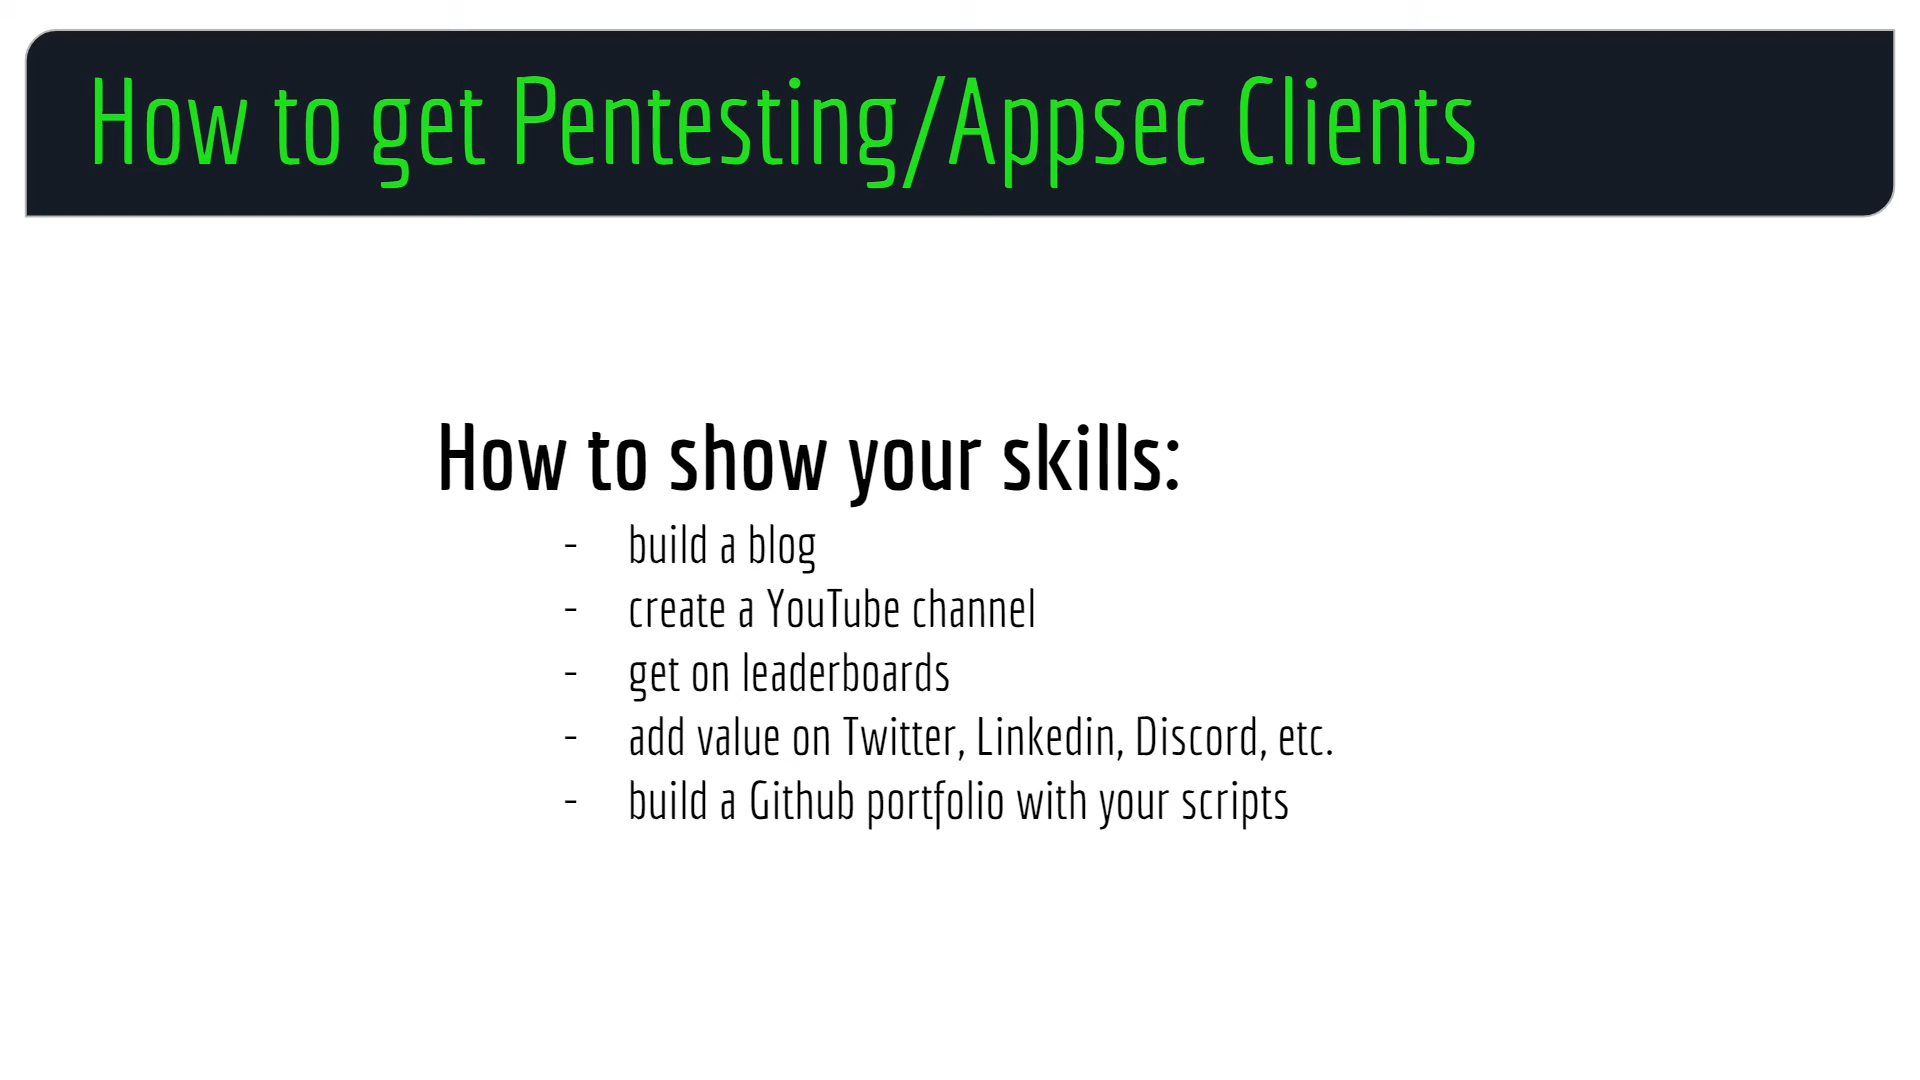 How to get Pentesting/Appsec Clients
How to show your skills:
- build a blog
- create a YouTube channel
- get on leaderboards
- add value on Twitter, Linkedin, Discord, etc.
- build a Github portfolio with your scripts